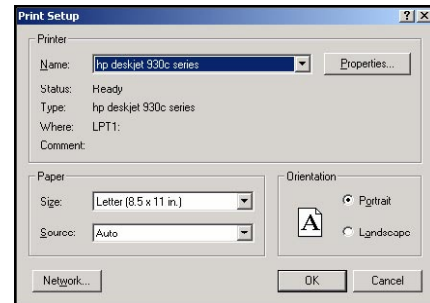 Print Setup
Printer
Name: hp deskjet 930c series Properties...
Status: Ready
Type: hp deskjet 930c series
Where: LPT1:
Comment:
Paper
Size: Letter (8.5 x 11 in.)
Source: Auto
Orientation
A
Portrait
Landscape
Network... OK Cancel